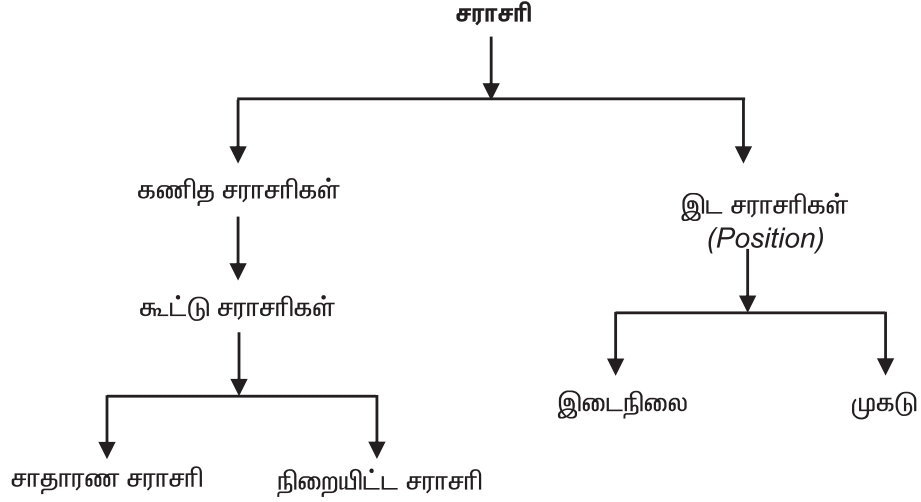 சராசரி
கணித சராசரிகள்
இட சராசரிகள்
(Position)
கூட்டு சராசரிகள்
இடைநிலை
முகடு
சாதாரண சராசரி
நிறையிட்ட சராசரி